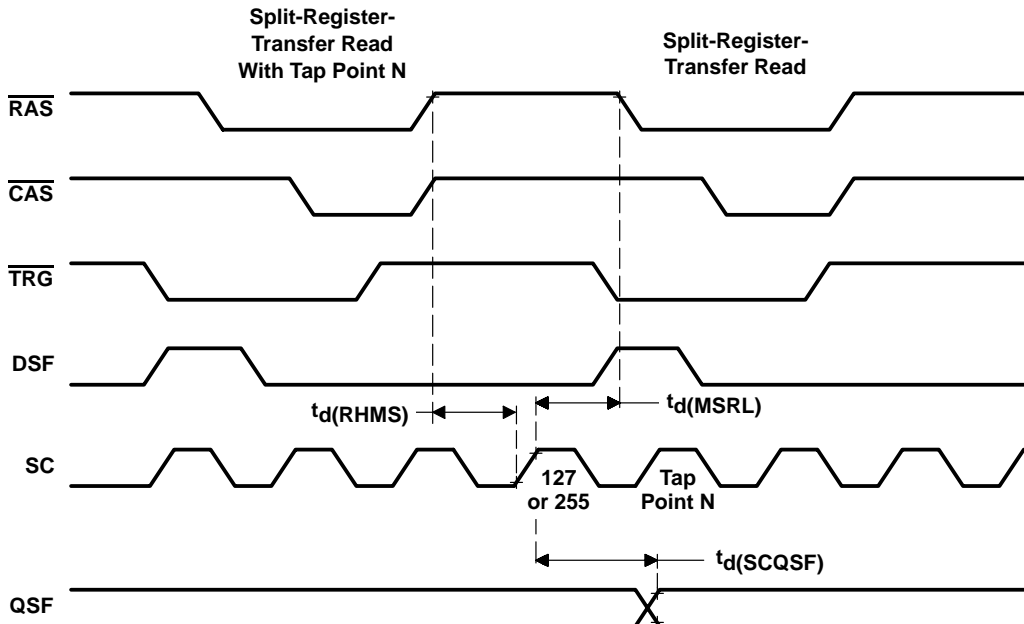 Split-Register-
Transfer Read
With Tap Point N
Split-Register-
Transfer Read
RAS
CAS
TRG
DSF
td(RHMS)
td(MSRL)
SC
127
or 255
Tap
Point N
td(SCQSF)
QSF